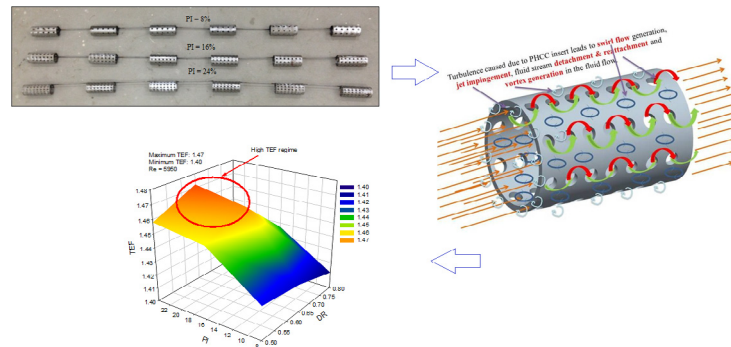 PI – 8%
PI = 16%
PI = 24%
Turbulence caused due to PHCC insert leads to swirl flow generation,
jet impingement, fluid stream detachment & reattachment and
vortex generation in the fluid flow.
High TEF regime
Maximum TEF: 1.47
Minimum TEF: 1.40
Re = 6950
1.48
1.47
1.46
1.45
1.44
1.43
1.42
1.41
1.40
TEF
22
20
18
16
14
12
10
PI
0.50
0.55
0.60
0.65
0.70
0.75
0.80
DR
1.40
1.41
1.42
1.43
1.44
1.45
1.46
1.47